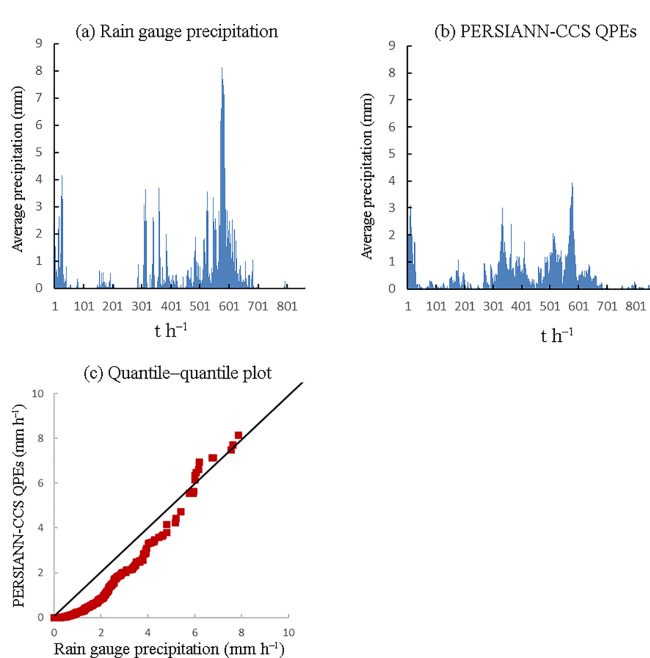 (a) Rain gauge precipitation
9
8
7
6
5
4
3
2
1
0
Average precipitation (mm)
1 101 201 301 401 501 601 701 801
t h⁻¹
(b) PERSIANN-CCS QPEs
9
8
7
6
5
4
3
2
1
0
Average precipitation (mm)
1 101 201 301 401 501 601 701 801
t h⁻¹
(c) Quantile–quantile plot
10
8
6
4
2
0
PERSIANN-CCS QPEs (mm h⁻¹)
0 2 4 6 8 10
Rain gauge precipitation (mm h⁻¹)